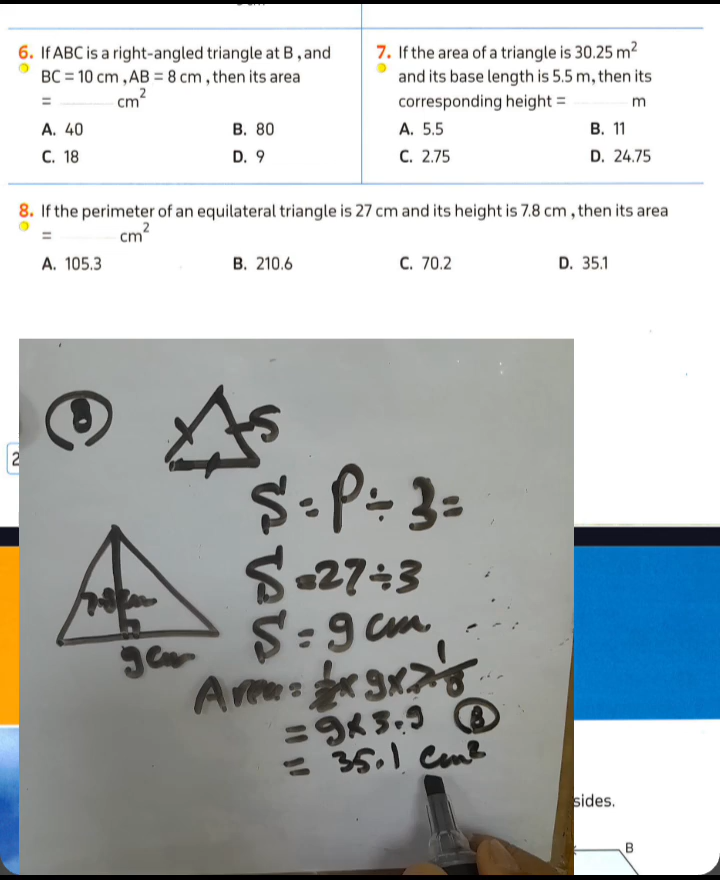 6. If ABC is a right-angled triangle at B , and
BC = 10 cm , AB = 8 cm , then its area
= cm²
A. 40 B. 80
C. 18 D. 9
7. If the area of a triangle is 30.25 m²
and its base length is 5.5 m , then its
corresponding height = m
A. 5.5 B. 11
C. 2.75 D. 24.75
8. If the perimeter of an equilateral triangle is 27 cm and its height is 7.8 cm , then its area
= cm²
A. 105.3 B. 210.6 C. 70.2 D. 35.1
2
8
S
S = P ÷ 3 =
S = 27 ÷ 3
S = 9 cm
7.8 cm
9 cm
Area = ½ × 9 ×
= 9 × 3.9
= 35.1 cm²
sides.
B